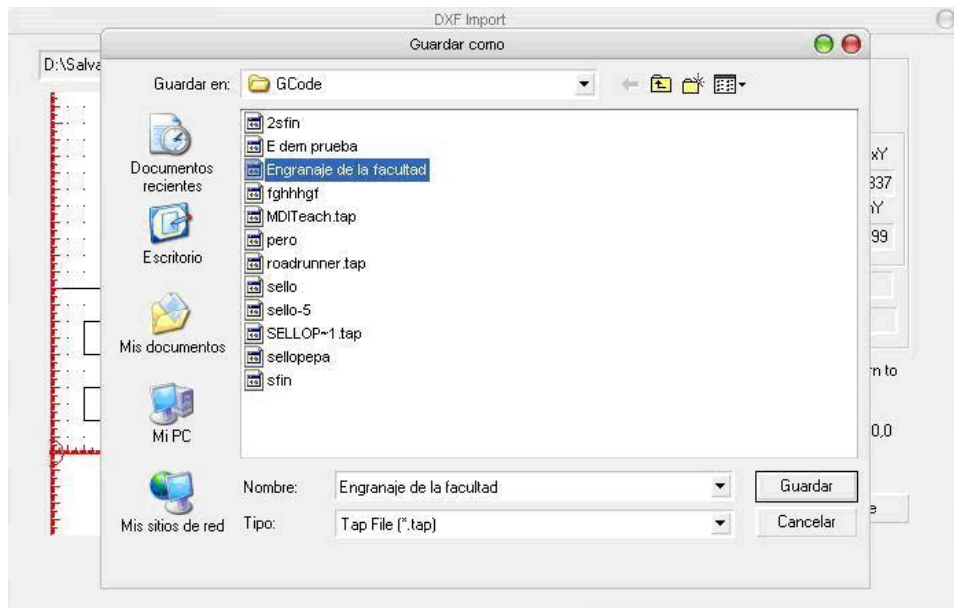 DXF Import
Guardar como
D:\Salva
Guardar en:
GCode
2sfin
E dem prueba
Engranaje de la facultad
fghhhgf
MDITeach.tap
pero
roadrunner.tap
sello
sello-5
SELLOP~1.tap
sellopepa
sfin
Documentos
recientes
Escritorio
Mis documentos
Mi PC
Mis sitios de red
Nombre:
Engranaje de la facultad
Guardar
Tipo:
Tap File (*.tap)
Cancelar
xY
337
nY
99
rn to
0,0
e